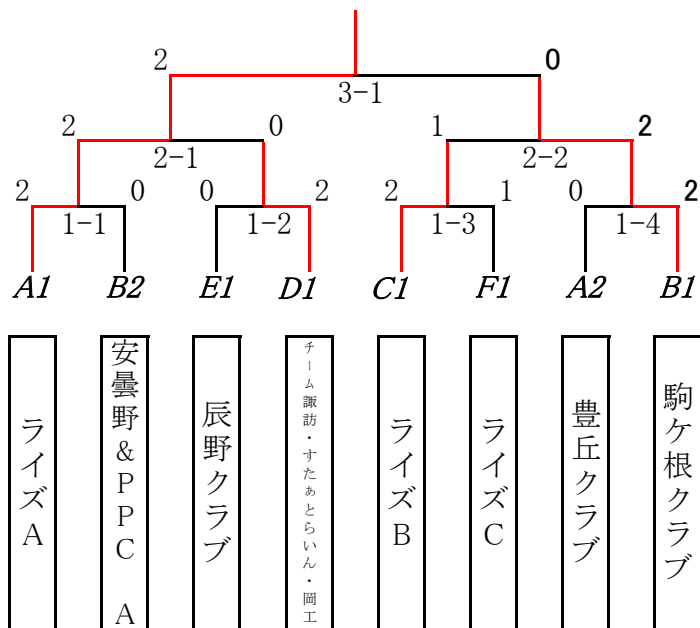 2 0
3-1
2 0 1 2
2-1 2-2
2 0 0 2 2 1 0 2
1-1 1-2 1-3 1-4
A1 B2 E1 D1 C1 F1 A2 B1
ライズA
安曇野&PPC A
辰野クラブ
チーム諏訪・すたぁとらいん・岡工
ライズB
ライズC
豊丘クラブ
駒ケ根クラブ